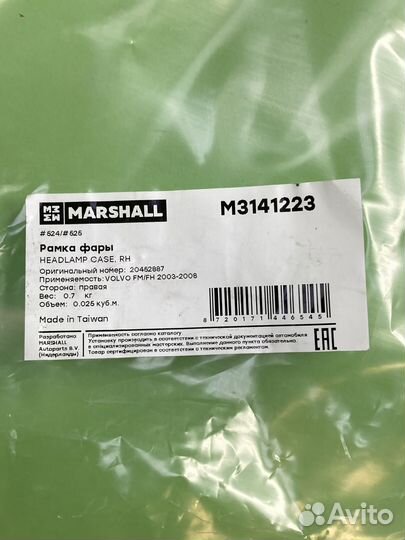 MARSHALL
M3141223
#524/#525
Рамка фары
HEADLAMP CASE, RH
Оригинальный номер: 20452887
Применяемость: VOLVO FM/FH 2003-2008
Сторона: правая
Вес: 0.7 кг
Объем: 0.025 куб.м.
Made in Taiwan
8 720171 446545
Разработано
MARSHALL
Autoparts B.V.
(Нидерланды)
Применяемость согласно каталогу.
Установку производить в соответствии с технической документацией автомобиля
в специализированных мастерских. Выполнение данного пункта обязательно.
Товар сертифицирован в соответствии с техническим регламентом.
EAC
Avito